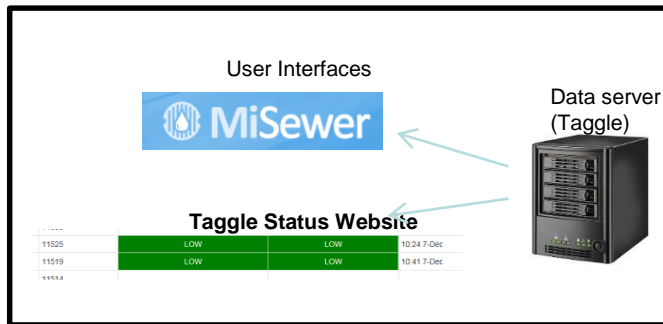 User Interfaces
MiSewer
Data server
(Taggle)
Taggle Status Website
11525 LOW LOW 10:24 7-Dec
11519 LOW LOW 10:41 7-Dec
11514